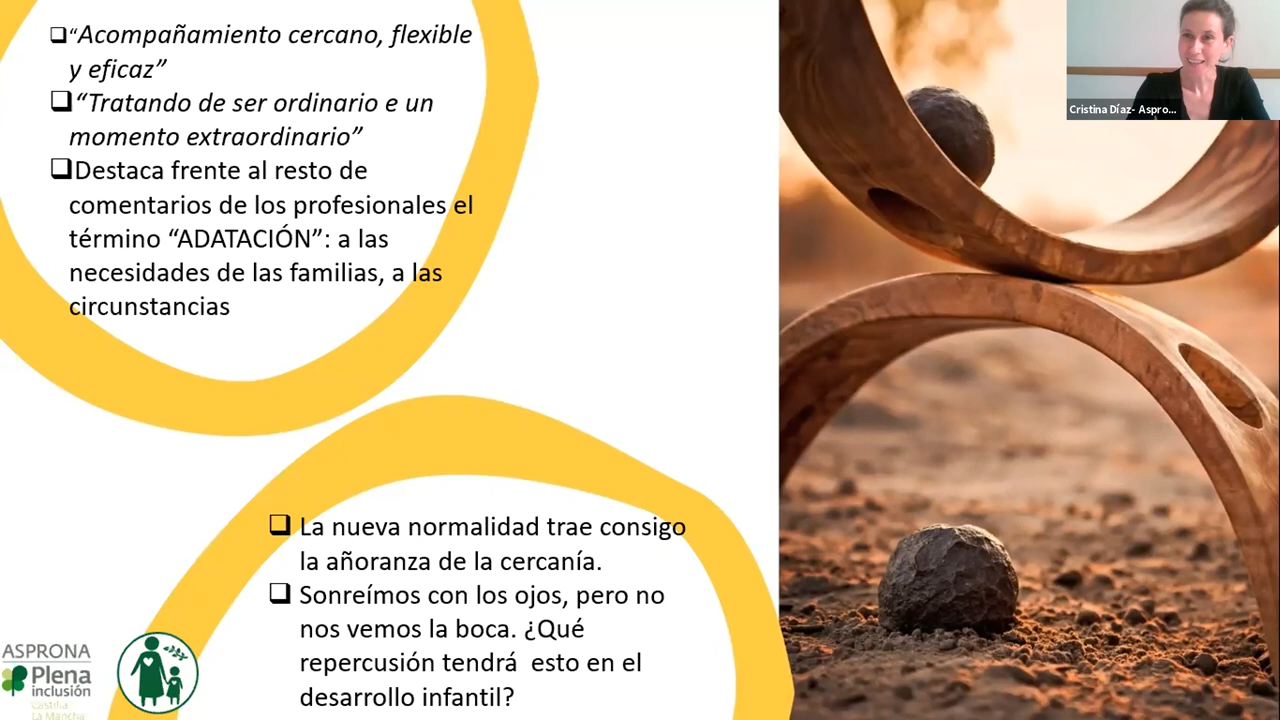 ❑“Acompañamiento cercano, flexible
y eficaz”
❑“Tratando de ser ordinario e un
momento extraordinario”
❑Destaca frente al resto de
comentarios de los profesionales el
término “ADATACIÓN”: a las
necesidades de las familias, a las
circunstancias
❑ La nueva normalidad trae consigo
la añoranza de la cercanía.
❑ Sonreímos con los ojos, pero no
nos vemos la boca. ¿Qué
repercusión tendrá esto en el
desarrollo infantil?
ASPRONA
Plena
inclusión
Castilla
La Mancha
Cristina Díaz- Aspro...